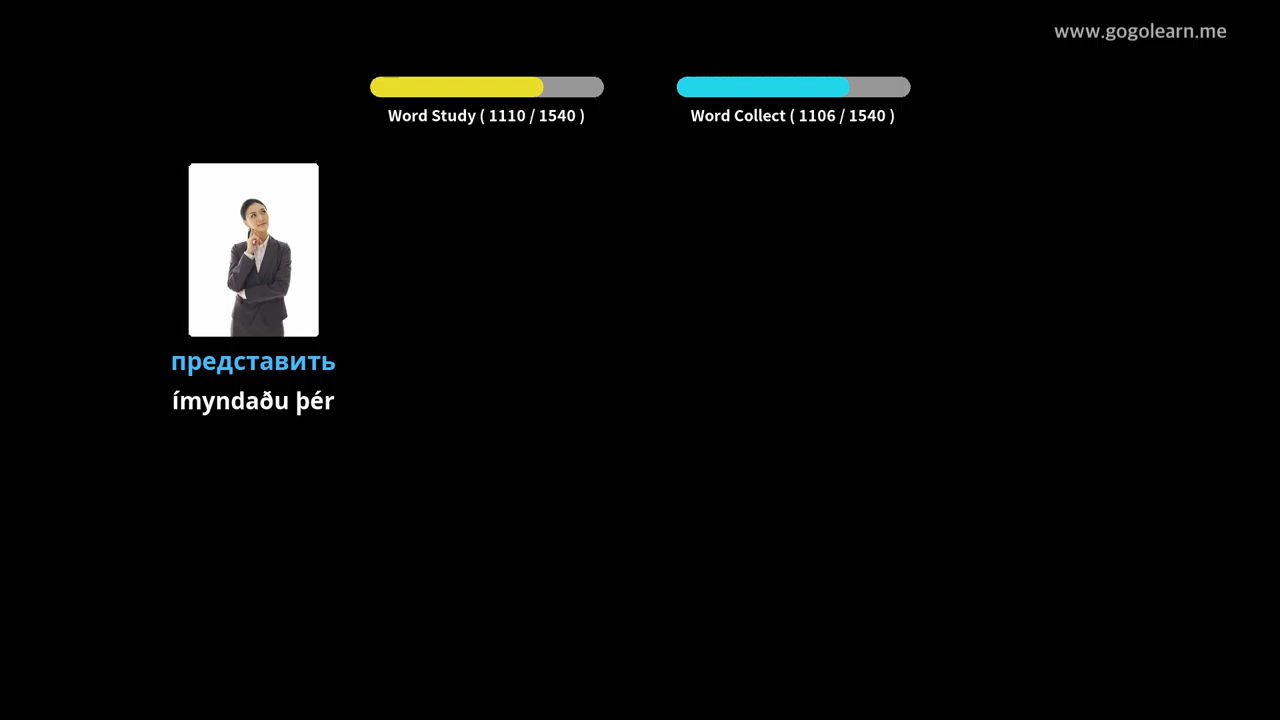 www.gogolearn.me
Word Study ( 1110 / 1540 )
Word Collect ( 1106 / 1540 )
представить
ímyndaðu þér